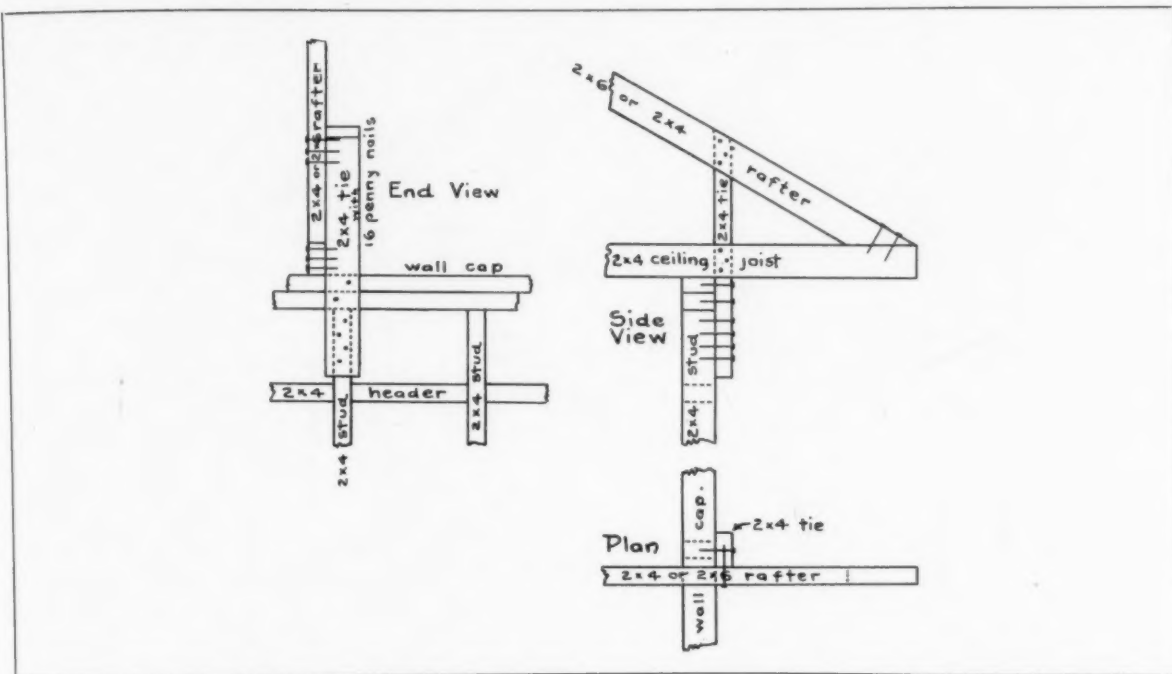 2x4 or 2x6 rafter
2x4 tie
with
16 penny nails
End View
wall cap
2x4 header
2x4 stud
2x4 stud
2x6 or 2x4 rafter
2x4 tie
2x4 ceiling joist
Side
View
2x4 stud
Plan
wall cap.
2x4 tie
2x4 or 2x6 rafter